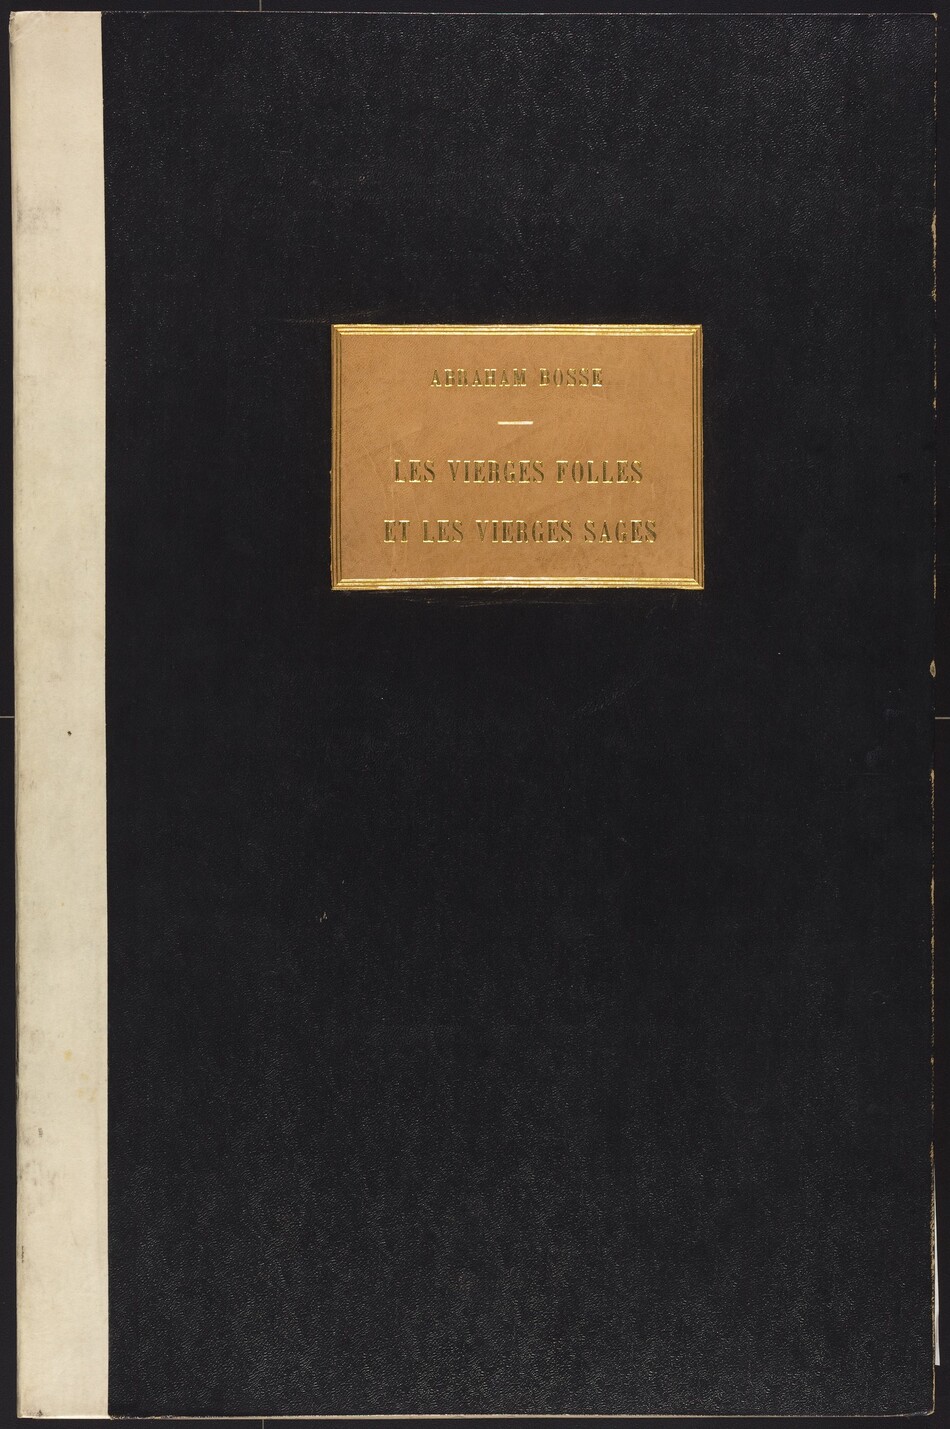 ABRAHAM BOSSE
LES VIERGES FOLLES
ET LES VIERGES SAGES